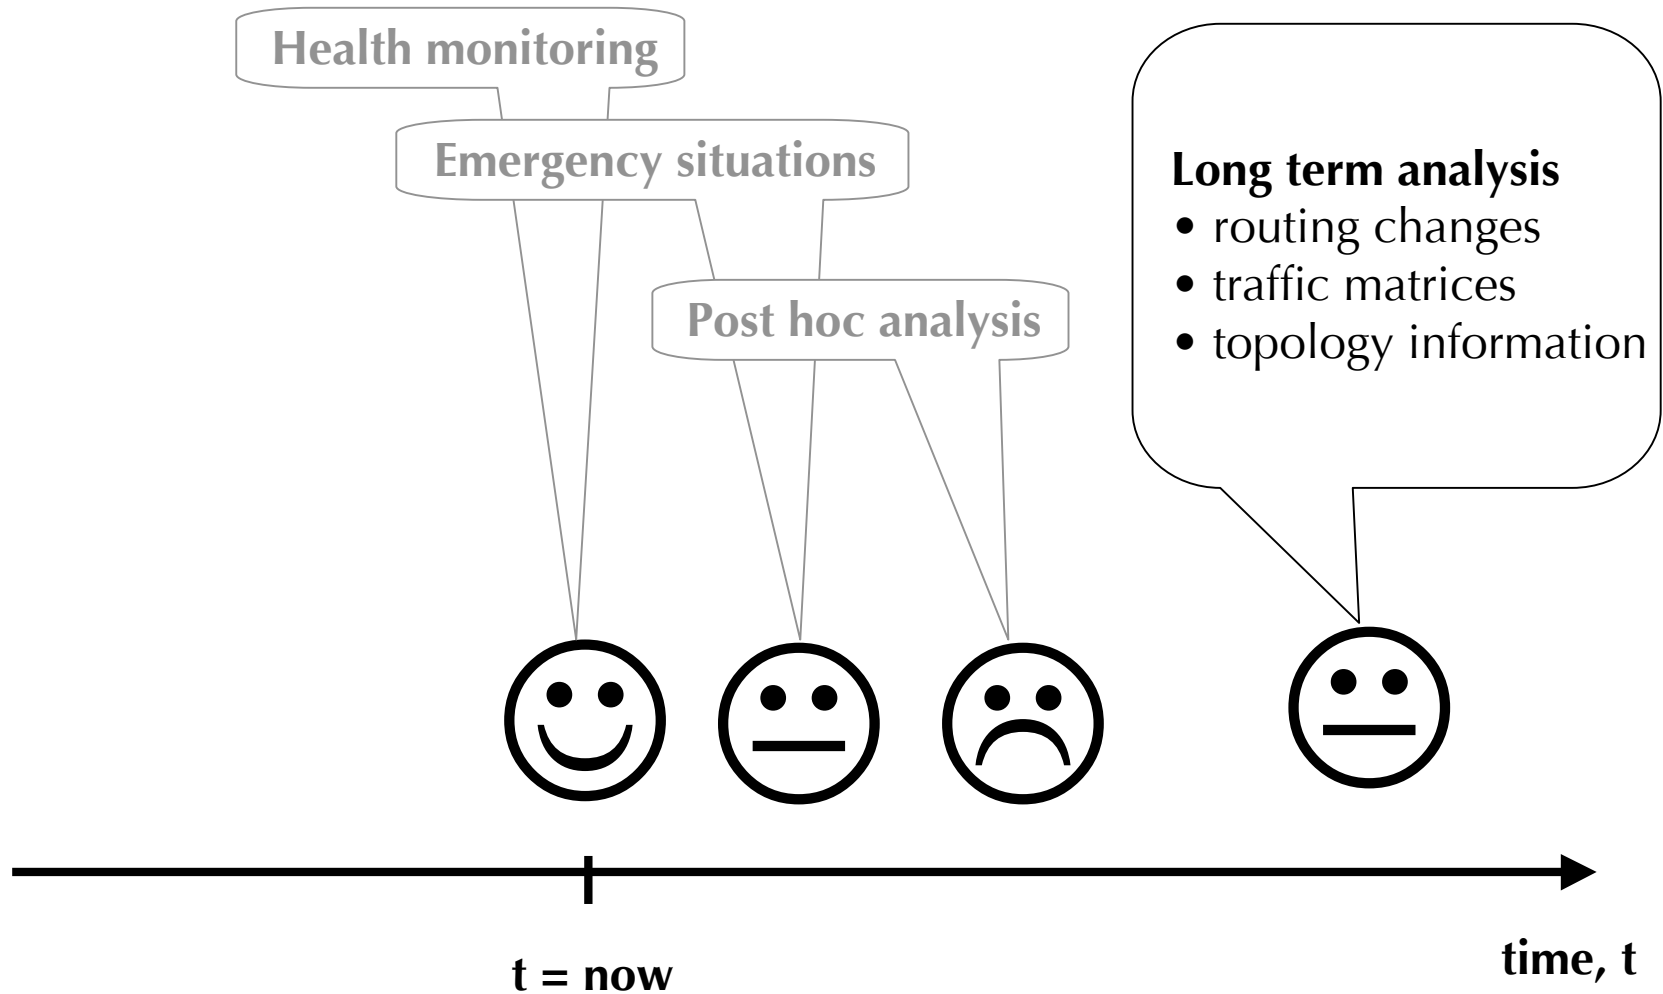 Health monitoring
Emergency situations
Post hoc analysis
Long term analysis
• routing changes
• traffic matrices
• topology information
t = now
time, t